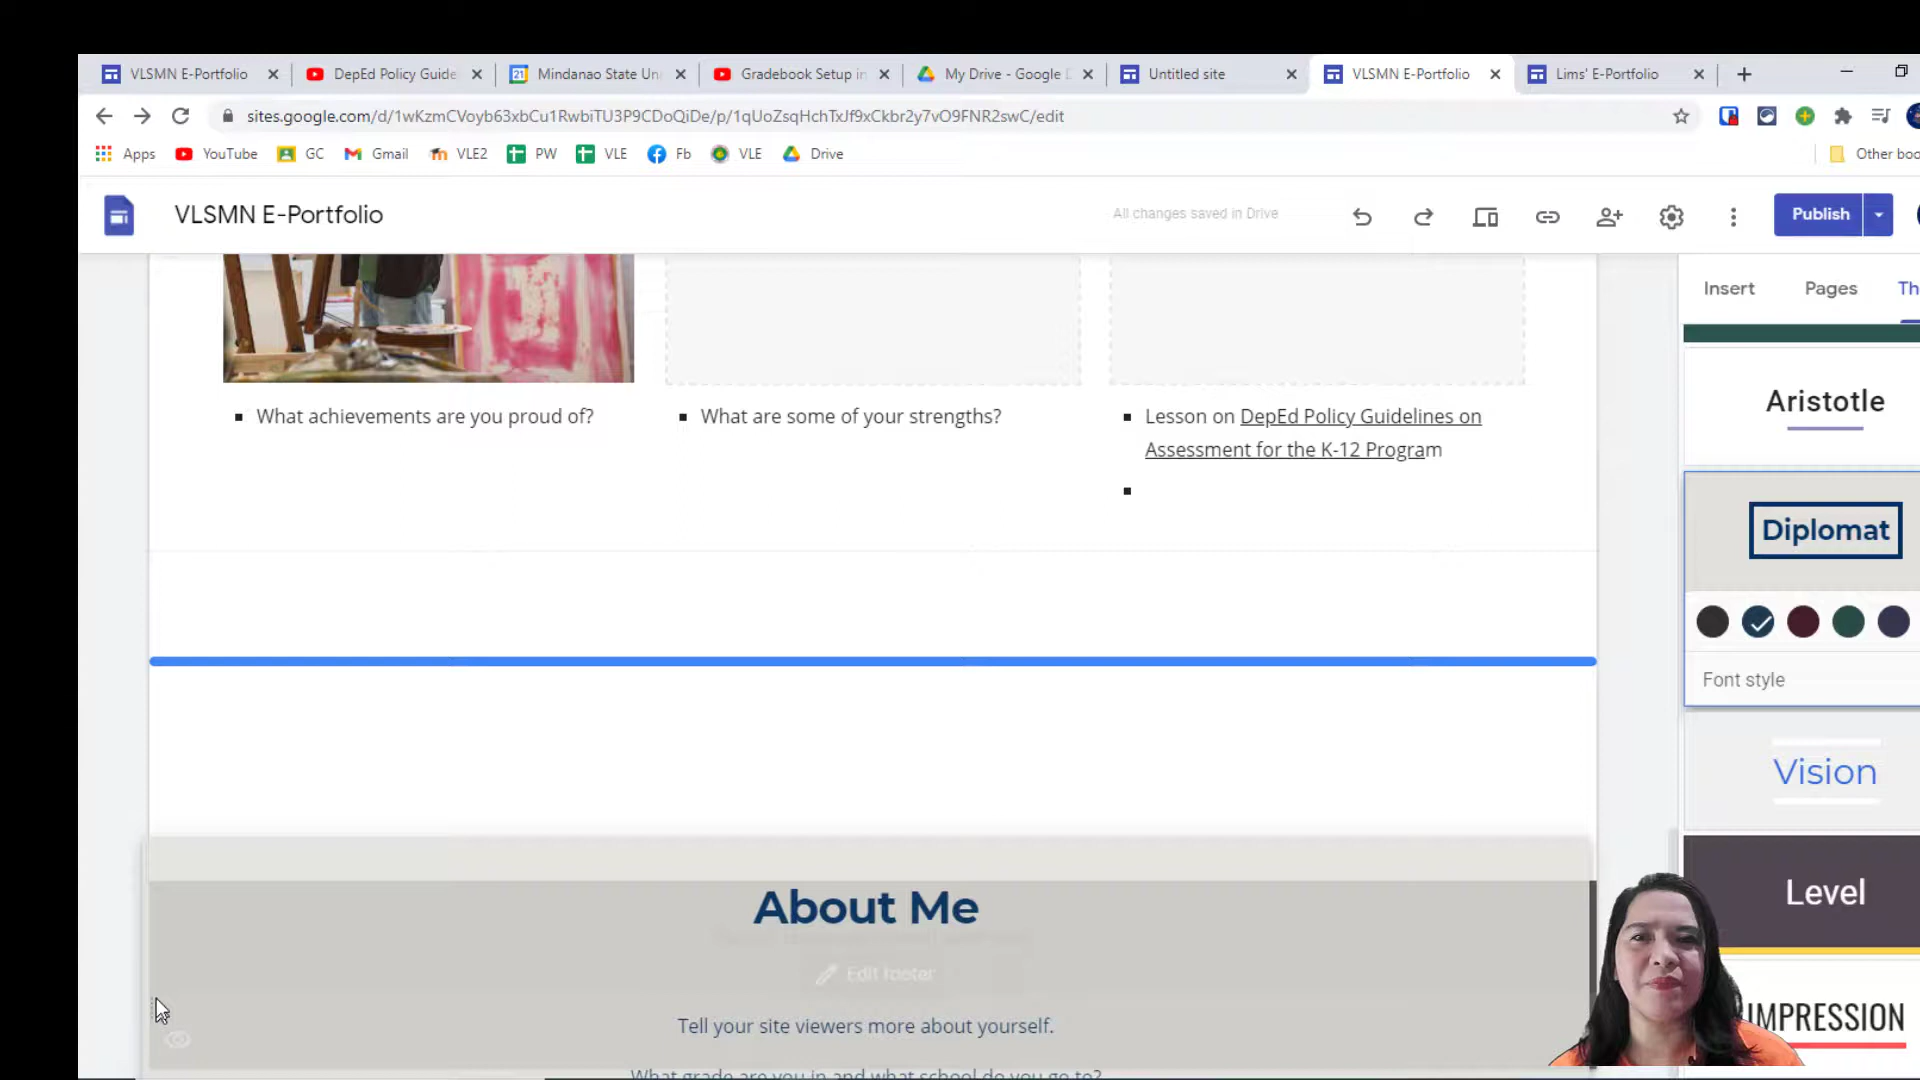 VLSMN E-Portfolio
DepEd Policy Guide
21
Mindanao State Un
Gradebook Setup in
My Drive - Google D
Untitled site
VLSMN E-Portfolio
Lims' E-Portfolio
sites.google.com/d/1wKzmCVoyb63xbCu1RwbiTU3P9CDoQiDe/p/1qUoZsqHchTxJf9xCkbr2y7vO9FNR2swC/edit
Apps
YouTube
GC
Gmail
VLE2
PW
VLE
Fb
VLE
Drive
Other boo
VLSMN E-Portfolio
All changes saved in Drive
Publish
Insert
Pages
Th
What achievements are you proud of?
What are some of your strengths?
Lesson on DepEd Policy Guidelines on
Assessment for the K-12 Program
Aristotle
Diplomat
Font style
Vision
Level
IMPRESSION
About Me
Edit footer
Tell your site viewers more about yourself.
What grade are you in and what school do you go to?